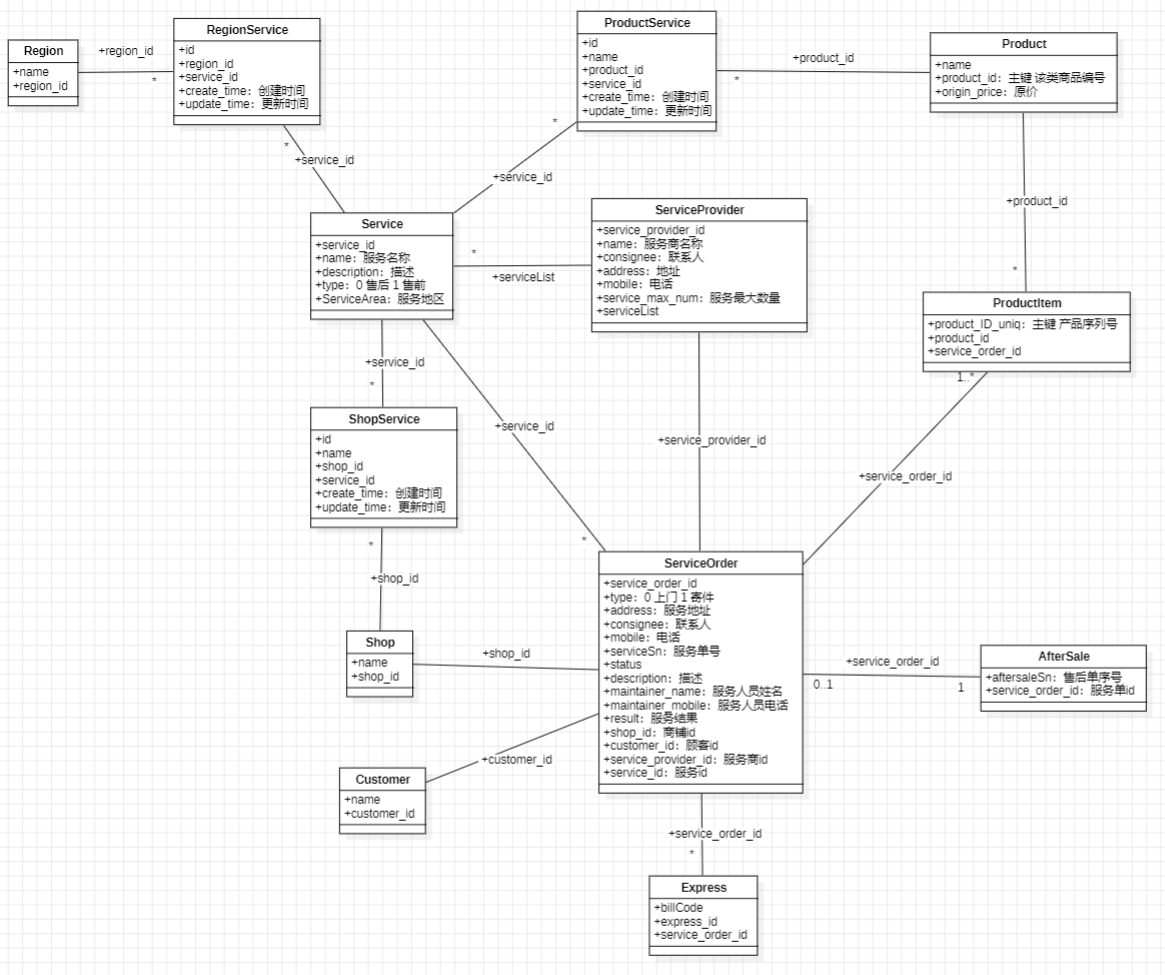 Region
+name
+region_id
+region_id
*
RegionService
+id
+region_id
+service_id
+create_time：创建时间
+update_time：更新时间
*
+service_id
ProductService
+id
+name
+product_id
+service_id
+create_time：创建时间
+update_time：更新时间
*
+product_id
*
+service_id
Product
+name
+product_id：主键 该类商品编号
+origin_price：原价
+product_id
*
Service
+service_id
+name：服务名称
+description：描述
+type：0 售后 1 售前
+ServiceArea：服务地区
*
+serviceList
ServiceProvider
+service_provider_id
+name：服务商名称
+consignee：联系人
+address：地址
+mobile：电话
+service_max_num：服务最大数量
+serviceList
ProductItem
+product_ID_uniq：主键 产品序列号
+product_id
+service_order_id
1..*
+service_id
*
+service_id
*
+service_provider_id
+service_order_id
ShopService
+id
+name
+shop_id
+service_id
+create_time：创建时间
+update_time：更新时间
*
+shop_id
Shop
+name
+shop_id
+shop_id
ServiceOrder
+service_order_id
+type：0 上门 1 寄件
+address：服务地址
+consignee：联系人
+mobile：电话
+serviceSn：服务单号
+status
+description：描述
+maintainer_name：服务人员姓名
+maintainer_mobile：服务人员电话
+result：服务结果
+shop_id：商铺id
+customer_id：顾客id
+service_provider_id：服务商id
+service_id：服务id
+service_order_id
0..1
1
AfterSale
+aftersaleSn：售后单序号
+service_order_id：服务单id
+customer_id
Customer
+name
+customer_id
+service_order_id
*
Express
+billCode
+express_id
+service_order_id